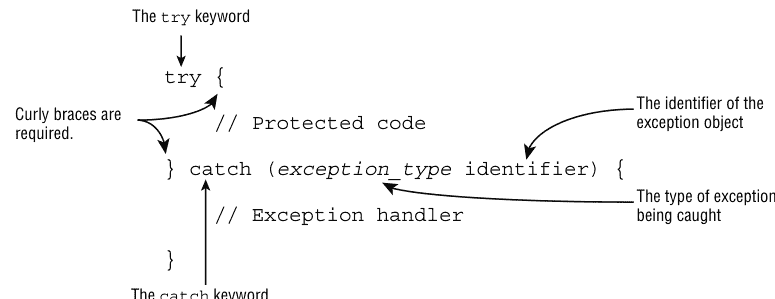 The try keyword
try {
Curly braces are
required.
// Protected code
The identifier of the
exception object
} catch (exception_type identifier) {
The type of exception
being caught
// Exception handler
}
The catch keyword